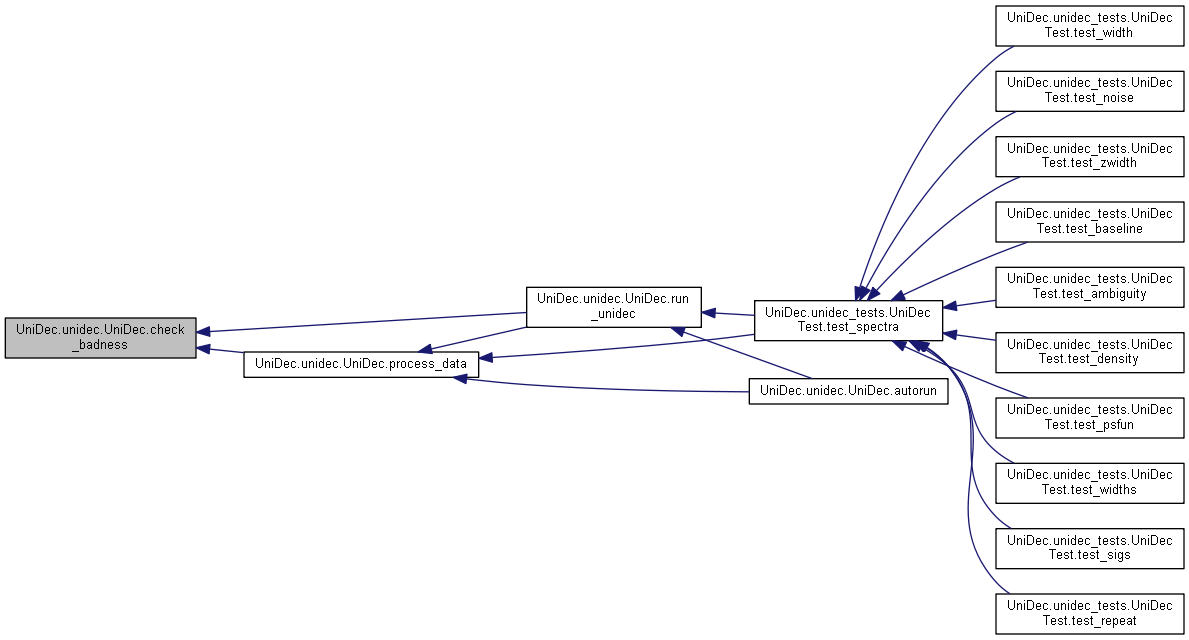 UniDec.unidec.UniDec.check
_badness
UniDec.unidec.UniDec.run
_unidec
UniDec.unidec.UniDec.process_data
UniDec.unidec_tests.UniDec
Test.test_spectra
UniDec.unidec.UniDec.autorun
UniDec.unidec_tests.UniDec
Test.test_width
UniDec.unidec_tests.UniDec
Test.test_noise
UniDec.unidec_tests.UniDec
Test.test_zwidth
UniDec.unidec_tests.UniDec
Test.test_baseline
UniDec.unidec_tests.UniDec
Test.test_ambiguity
UniDec.unidec_tests.UniDec
Test.test_density
UniDec.unidec_tests.UniDec
Test.test_psfun
UniDec.unidec_tests.UniDec
Test.test_widths
UniDec.unidec_tests.UniDec
Test.test_sigs
UniDec.unidec_tests.UniDec
Test.test_repeat